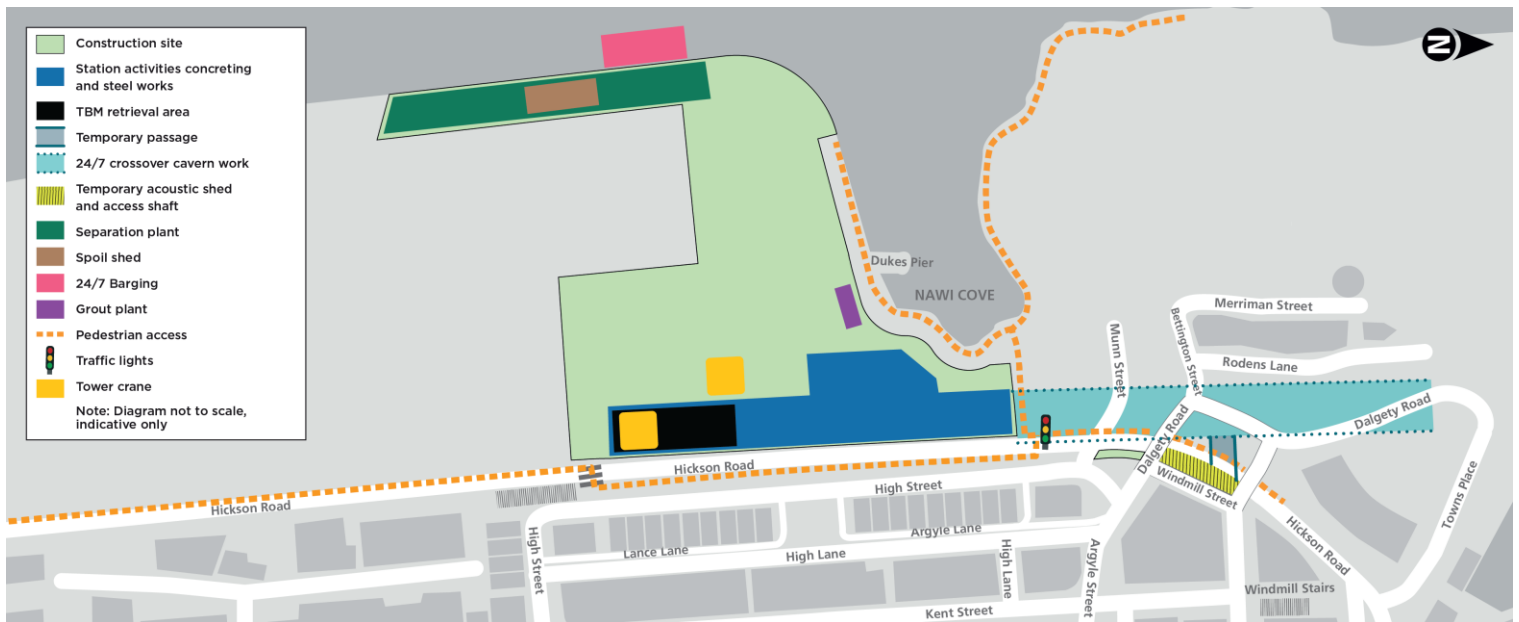 Construction site
Station activities concreting
and steel works
TBM retrieval area
Temporary passage
24/7 crossover cavern work
Temporary acoustic shed
and access shaft
Separation plant
Spoil shed
24/7 Barging
Grout plant
Pedestrian access
Traffic lights
Tower crane
Note: Diagram not to scale,
indicative only
N
Dukes Pier
NAWI COVE
Merriman Street
Bettington Street
Rodens Lane
Munn Street
Dalgety Road
Dalgety Road
Towns Place
Windmill Street
Hickson Road
Hickson Road
Hickson Road
High Street
High Street
Argyle Lane
Lance Lane
High Lane
High Lane
Argyle Street
Windmill Stairs
Kent Street